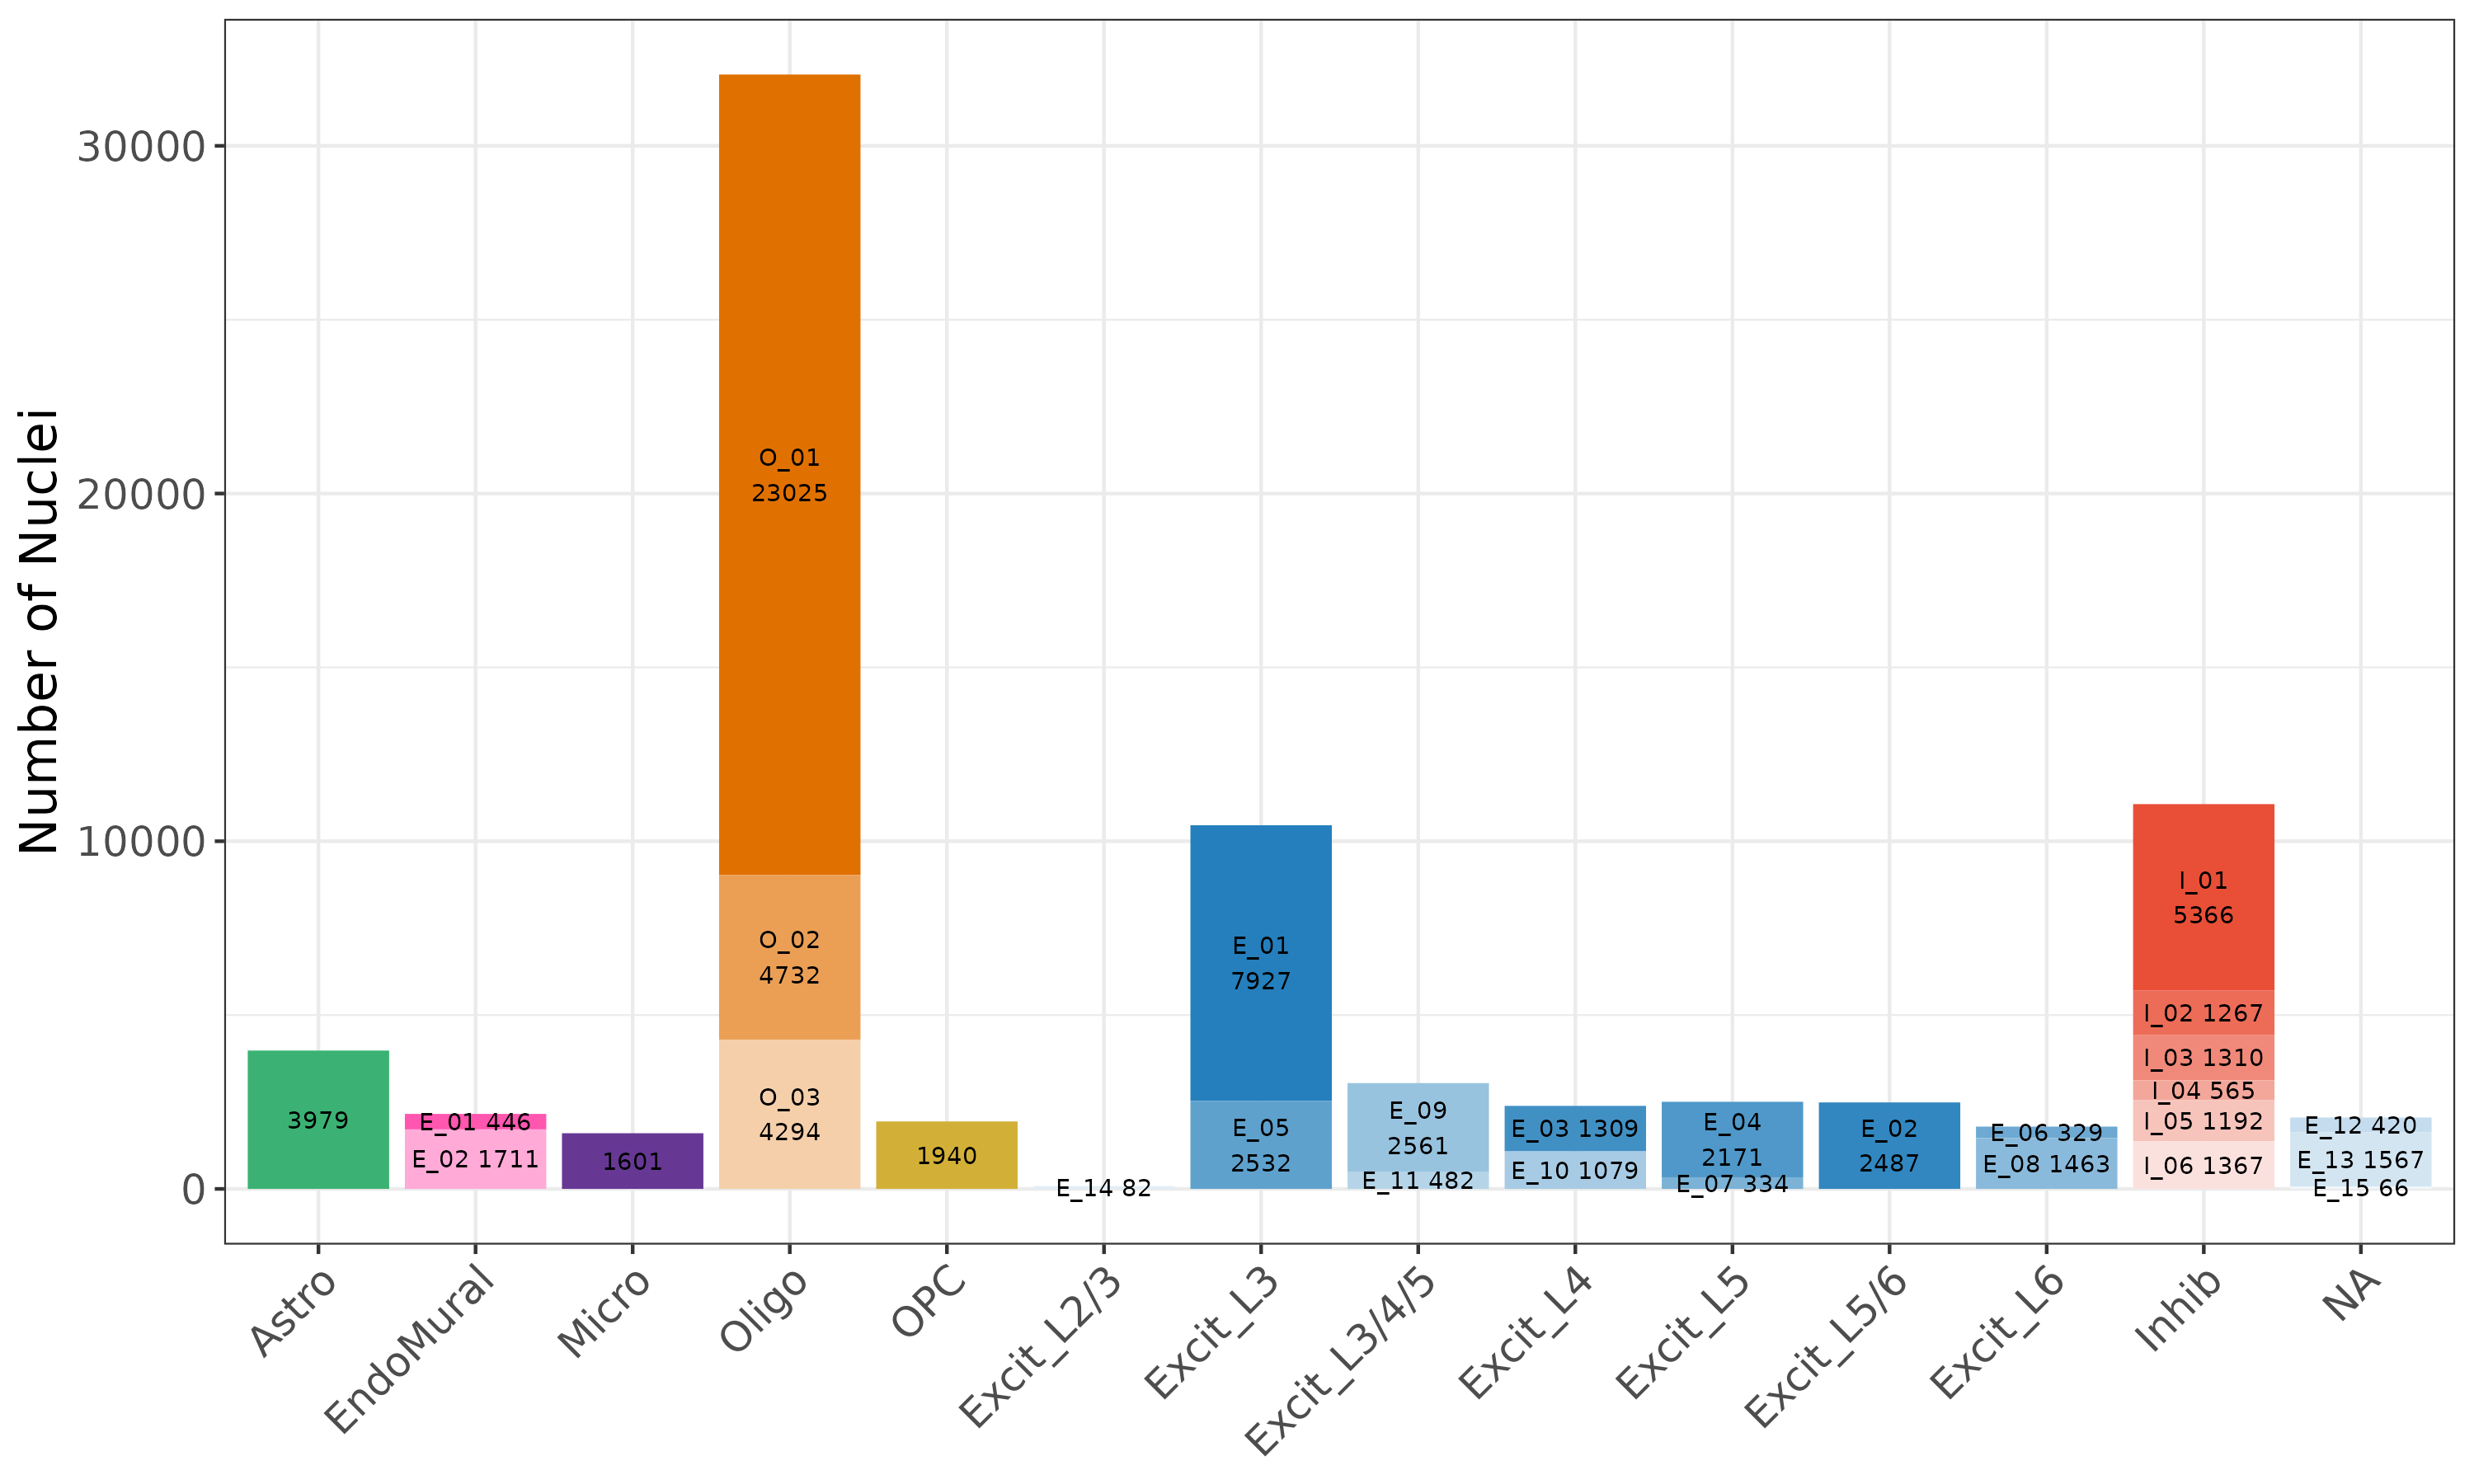 Number of Nuclei
30000
20000
10000
0
3979
E_01 446
E_02 1711
1601
O_01
23025
O_02
4732
O_03
4294
1940
E_14 82
E_01
7927
E_05
2532
E_09
2561
E_11 482
E_03 1309
E_10 1079
E_04
2171
E_07 334
E_02
2487
E_06 329
E_08 1463
I_01
5366
I_02 1267
I_03 1310
I_04 565
I_05 1192
I_06 1367
E_12 420
E_13 1567
E_15 66
Astro
EndoMural
Micro
Oligo
OPC
Excit_L2/3
Excit_L3
Excit_L3/4/5
Excit_L4
Excit_L5
Excit_L5/6
Excit_L6
Inhib
NA